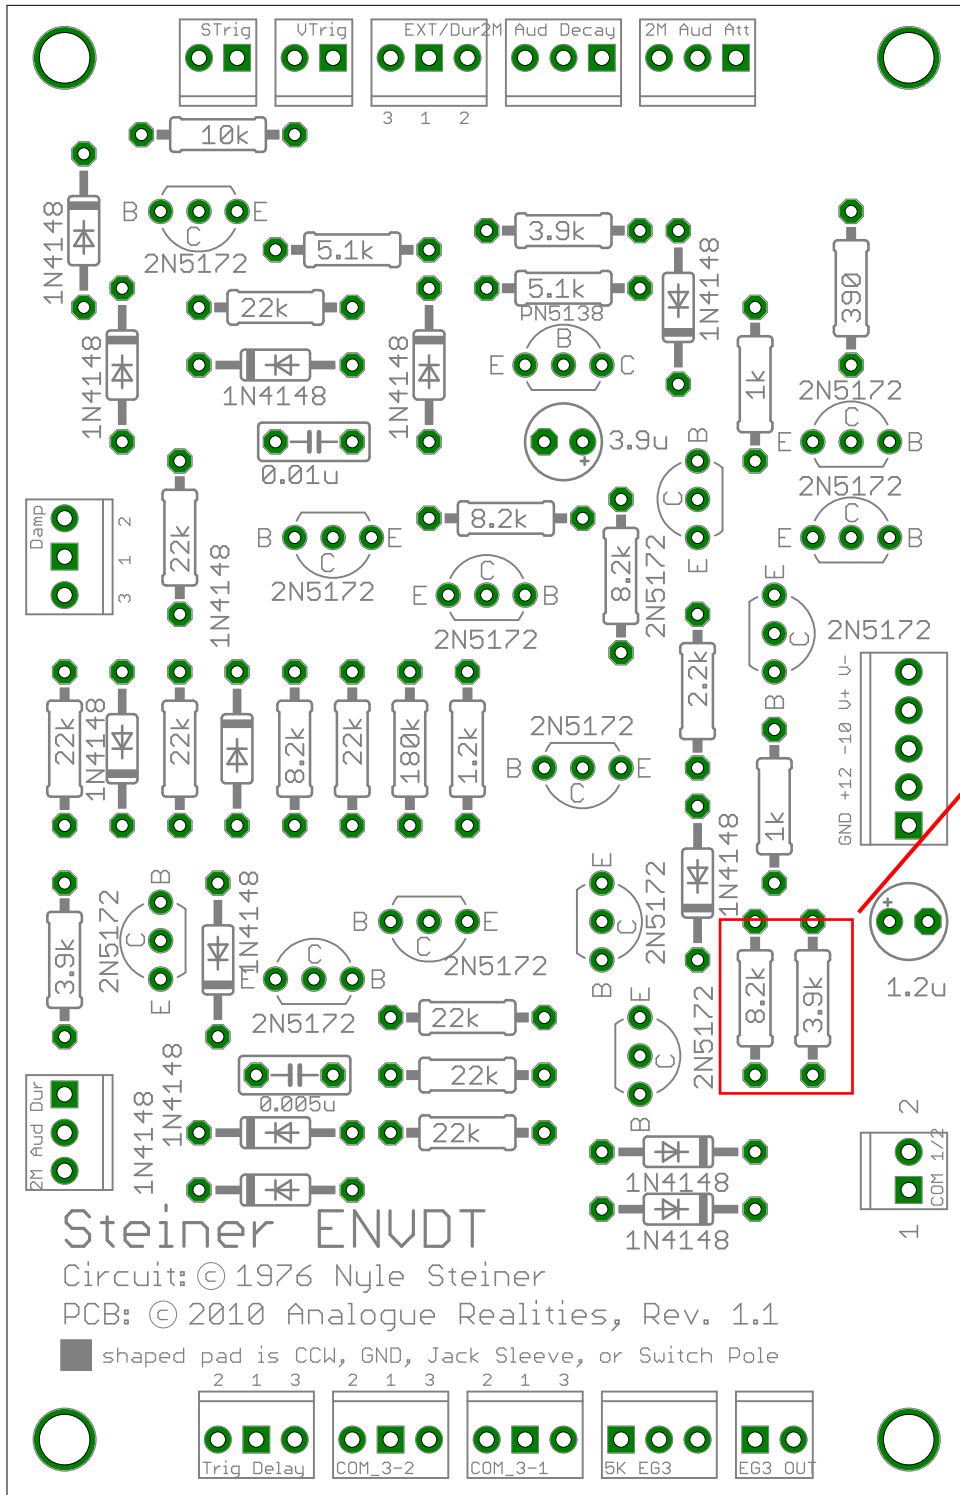 STrig
VTrig
EXT/Dur
2M Aud Decay
2M Aud Att
3 1 2
10k
1N4148
B C E
2N5172
5.1k
3.9k
5.1k
1N4148
390
22k
PN5138
E B C
1N4148
1N4148
1N4148
1k
2N5172
E C B
3.9u
+
0.01u
B C E
2N5172
E C B
Damp
2 1 3
22k
1N4148
B C E
2N5172
8.2k
E C B
2N5172
8.2k
2N5172
E C B
2N5172
2.2k
22k
1N4148
22k
8.2k
22k
180k
1.2k
2N5172
B C E
1k
GND +12 -10 V+ V-
1N4148
3.9k
2N5172
B C E
1N4148
E C B
2N5172
B C E
2N5172
E C B
2N5172
8.2k
3.9k
+
1.2u
22k
22k
22k
E C B
2N5172
2M Aud Dur
1N4148
1N4148
0.005u
1N4148
1N4148
2
COM 1/2
1
Steiner ENVDT
Circuit: © 1976 Nyle Steiner
PCB: © 2010 Analogue Realities, Rev. 1.1
shaped pad is CCW, GND, Jack Sleeve, or Switch Pole
2 1 3
2 1 3
2 1 3
Trig Delay
COM_3-2
COM_3-1
5K EG3
EG3 OUT